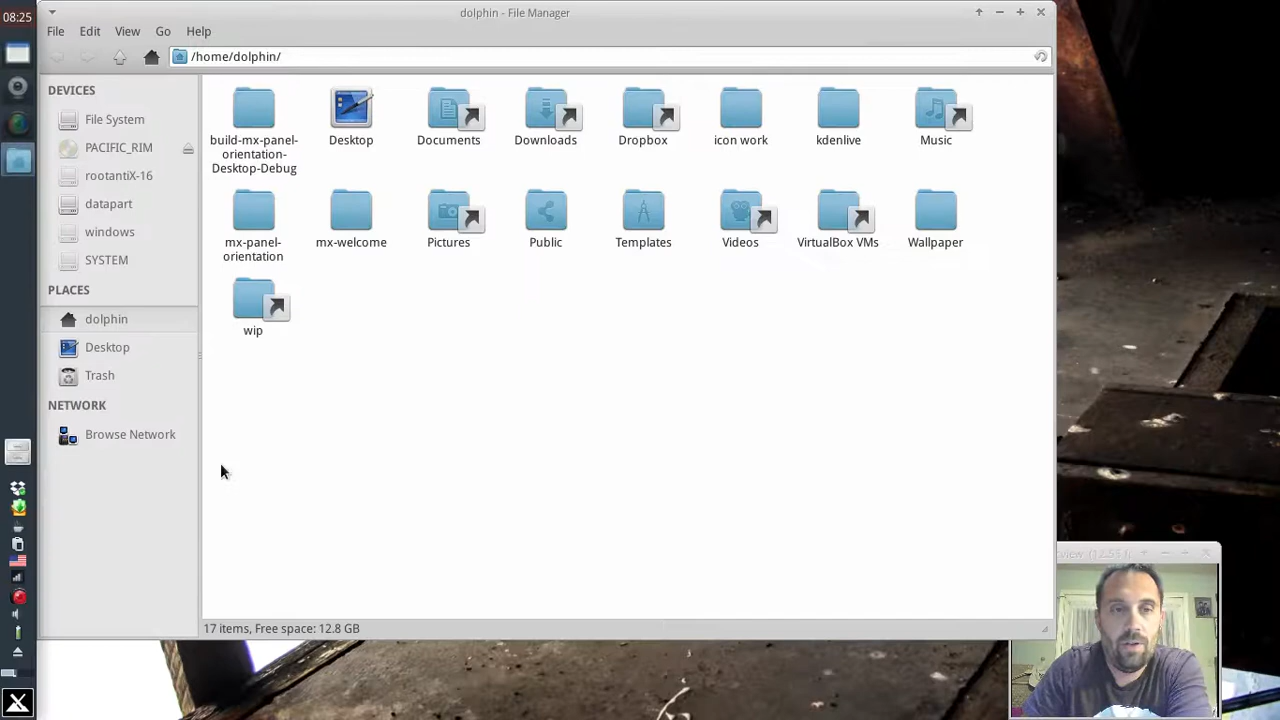 08:25
dolphin - File Manager
File Edit View Go Help
/home/dolphin/
DEVICES
File System
PACIFIC_RIM
rootantiX-16
datapart
windows
SYSTEM
PLACES
dolphin
Desktop
Trash
NETWORK
Browse Network
build-mx-panel-
orientation-
Desktop-Debug
Desktop
Documents
Downloads
Dropbox
icon work
kdenlive
Music
mx-panel-
orientation
mx-welcome
Pictures
Public
Templates
Videos
VirtualBox VMs
Wallpaper
wip
17 items, Free space: 12.8 GB